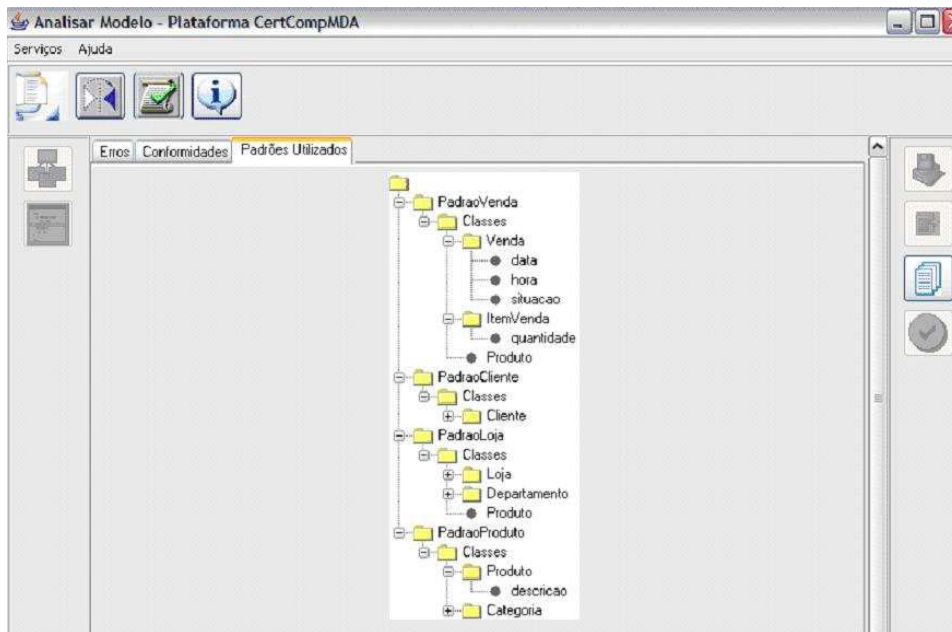 Analisar Modelo - Plataforma CertCompMDA
Serviços Ajuda
Erros Conformidades Padrões Utilizados
PadraoVenda
Classes
Venda
data
hora
situacao
ItemVenda
quantidade
Produto
PadraoCliente
Classes
Cliente
PadraoLoja
Classes
Loja
Departamento
Produto
PadraoProduto
Classes
Produto
descricao
Categoria